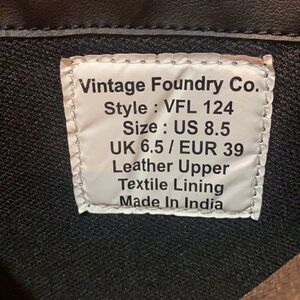 Vintage Foundry Co.
Style : VFL 124
Size : US 8.5
UK 6.5 / EUR 39
Leather Upper
Textile Lining
Made In India